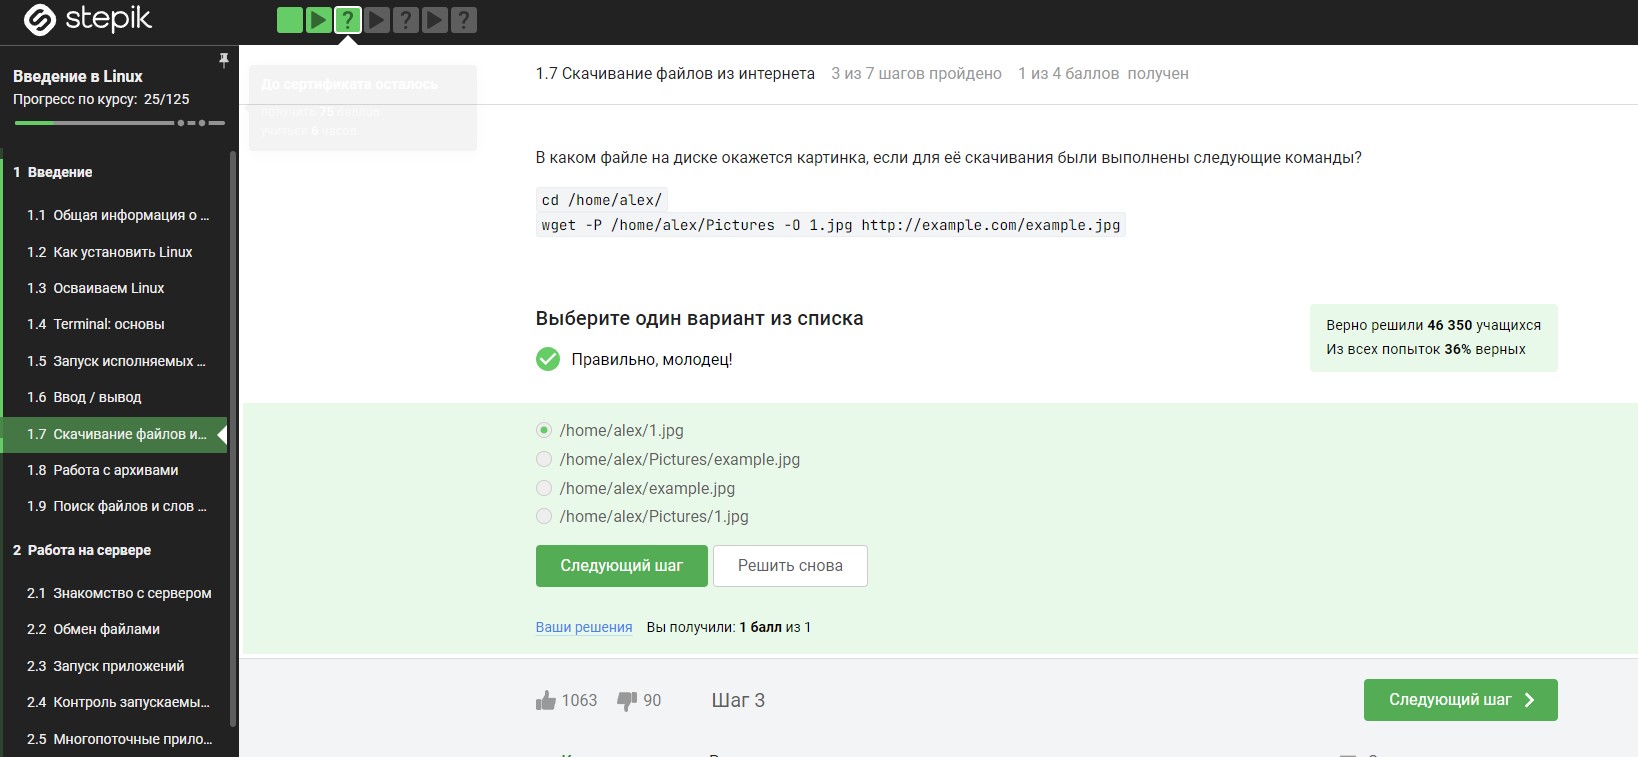 stepik
Введение в Linux
Прогресс по курсу: 25/125
1 Введение
1.1 Общая информация о ...
1.2 Как установить Linux
1.3 Осваиваем Linux
1.4 Terminal: основы
1.5 Запуск исполняемых ...
1.6 Ввод / вывод
1.7 Скачивание файлов и...
1.8 Работа с архивами
1.9 Поиск файлов и слов ...
2 Работа на сервере
2.1 Знакомство с сервером
2.2 Обмен файлами
2.3 Запуск приложений
2.4 Контроль запускаемы...
2.5 Многопоточные прило...
? ? ?
До сертификата осталось
получить 75 баллов
учиться 6 часов
1.7 Скачивание файлов из интернета 3 из 7 шагов пройдено 1 из 4 баллов получен
В каком файле на диске окажется картинка, если для её скачивания были выполнены следующие команды?
cd /home/alex/
wget -P /home/alex/Pictures -O 1.jpg http://example.com/example.jpg
Выберите один вариант из списка
Правильно, молодец!
Верно решили 46 350 учащихся
Из всех попыток 36% верных
/home/alex/1.jpg
/home/alex/Pictures/example.jpg
/home/alex/example.jpg
/home/alex/Pictures/1.jpg
Следующий шаг Решить снова
Ваши решения Вы получили: 1 балл из 1
1063 90 Шаг 3 Следующий шаг